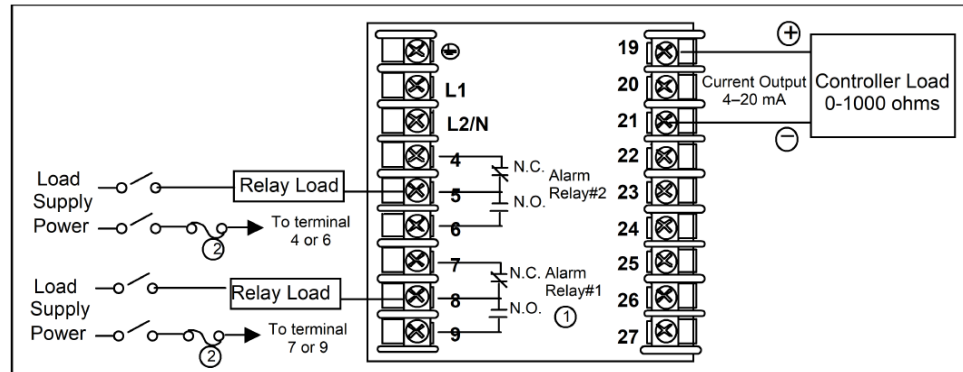 L1
L2/N
4
5
6
7
8
9
N.C.
Alarm
Relay#2
N.O.
N.C. Alarm
Relay#1
N.O.
1
19
20
21
22
23
24
25
26
27
+
Current Output
4–20 mA
−
Controller Load
0-1000 ohms
Load
Supply
Power
Relay Load
2
To terminal
4 or 6
Load
Supply
Power
Relay Load
2
To terminal
7 or 9